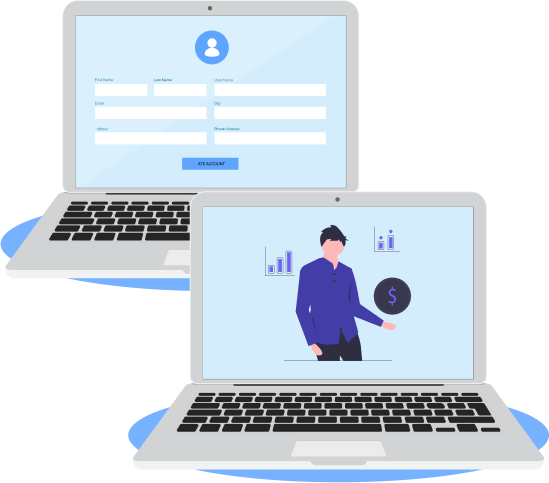 First Name Last Name User Name
Email City
Address Phone Number
ATE ACCOUNT
$